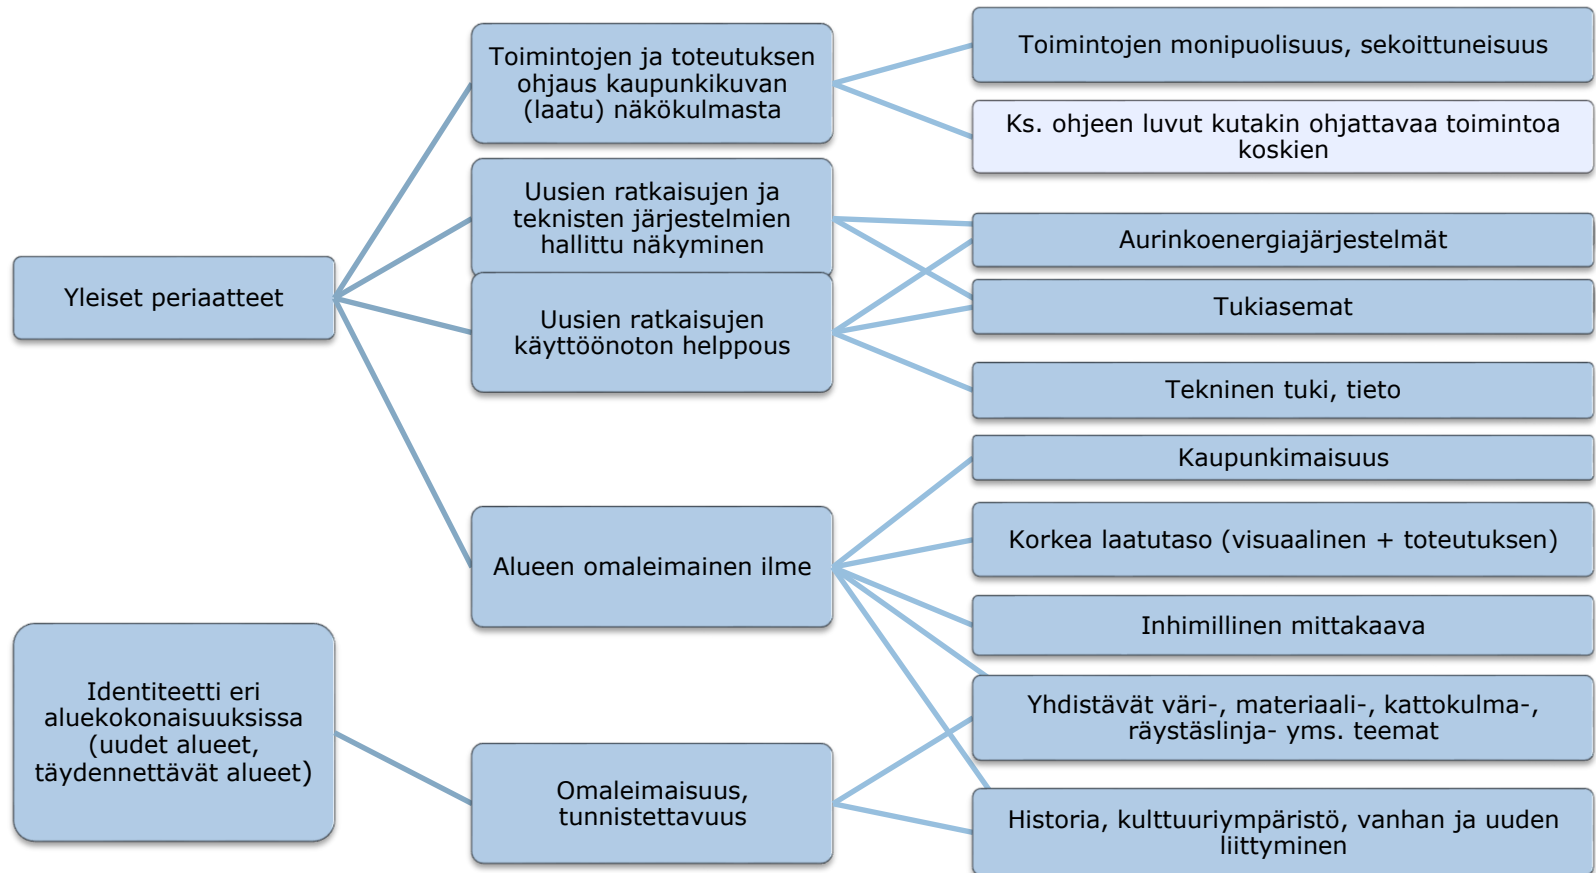 Yleiset periaatteet
Identiteetti eri
aluekokonaisuuksissa
(uudet alueet,
täydennettävät alueet)
Toimintojen ja toteutuksen
ohjaus kaupunkikuvan
(laatu) näkökulmasta
Uusien ratkaisujen ja
teknisten järjestelmien
hallittu näkyminen
Uusien ratkaisujen
käyttöönoton helppous
Alueen omaleimainen ilme
Omaleimaisuus,
tunnistettavuus
Toimintojen monipuolisuus, sekoittuneisuus
Ks. ohjeen luvut kutakin ohjattavaa toimintoa
koskien
Aurinkoenergiajärjestelmät
Tukiasemat
Tekninen tuki, tieto
Kaupunkimaisuus
Korkea laatutaso (visuaalinen + toteutuksen)
Inhimillinen mittakaava
Yhdistävät väri-, materiaali-, kattokulma-,
räystäslinja- yms. teemat
Historia, kulttuuriympäristö, vanhan ja uuden
liittyminen